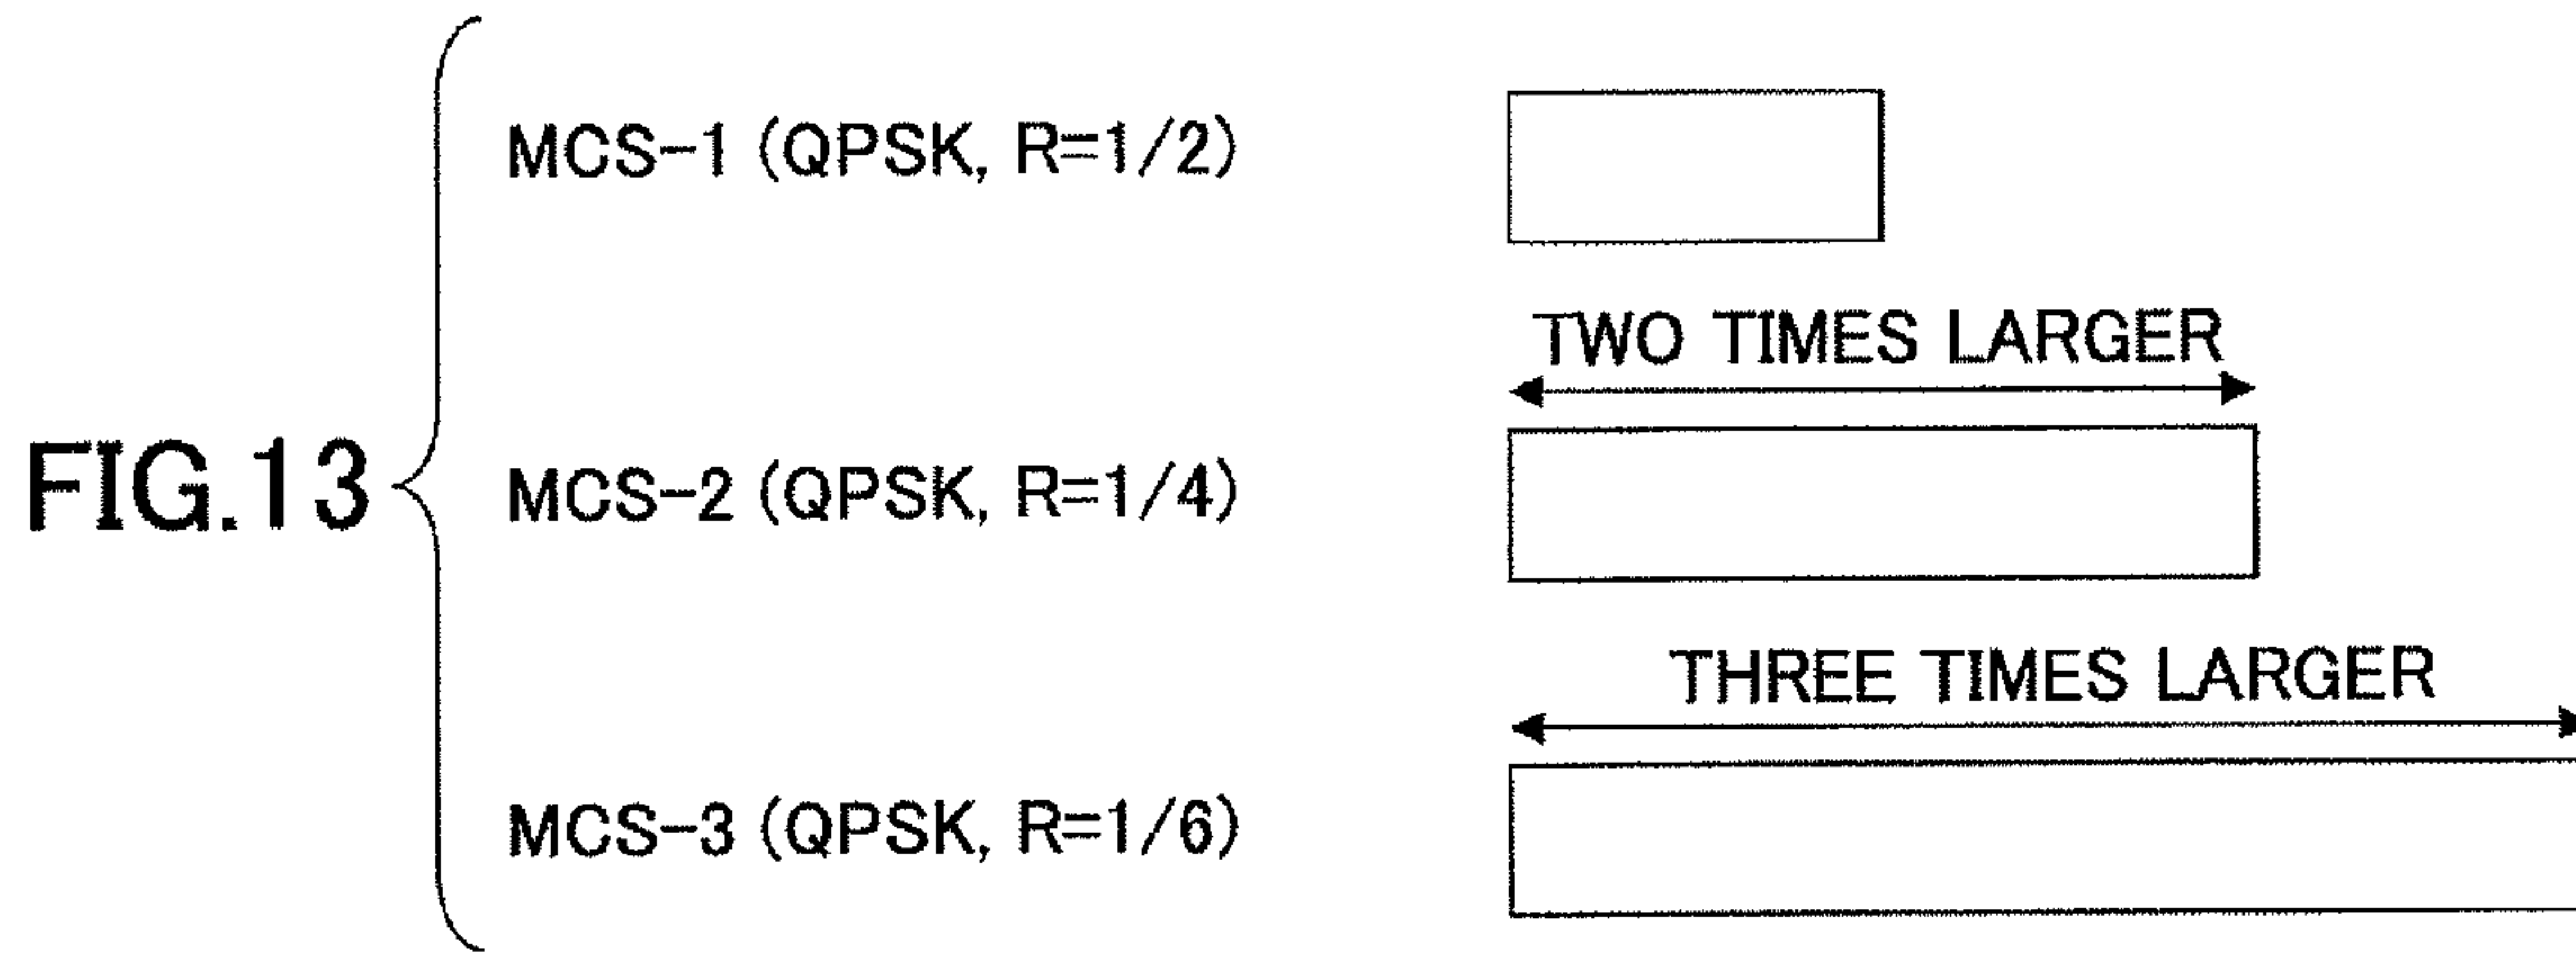 MCS-1 (QPSK, R=1/2)
TWO TIMES LARGER
FIG.13
MCS-2 (QPSK, R=1/4)
THREE TIMES LARGER
MCS-3 (QPSK, R=1/6)